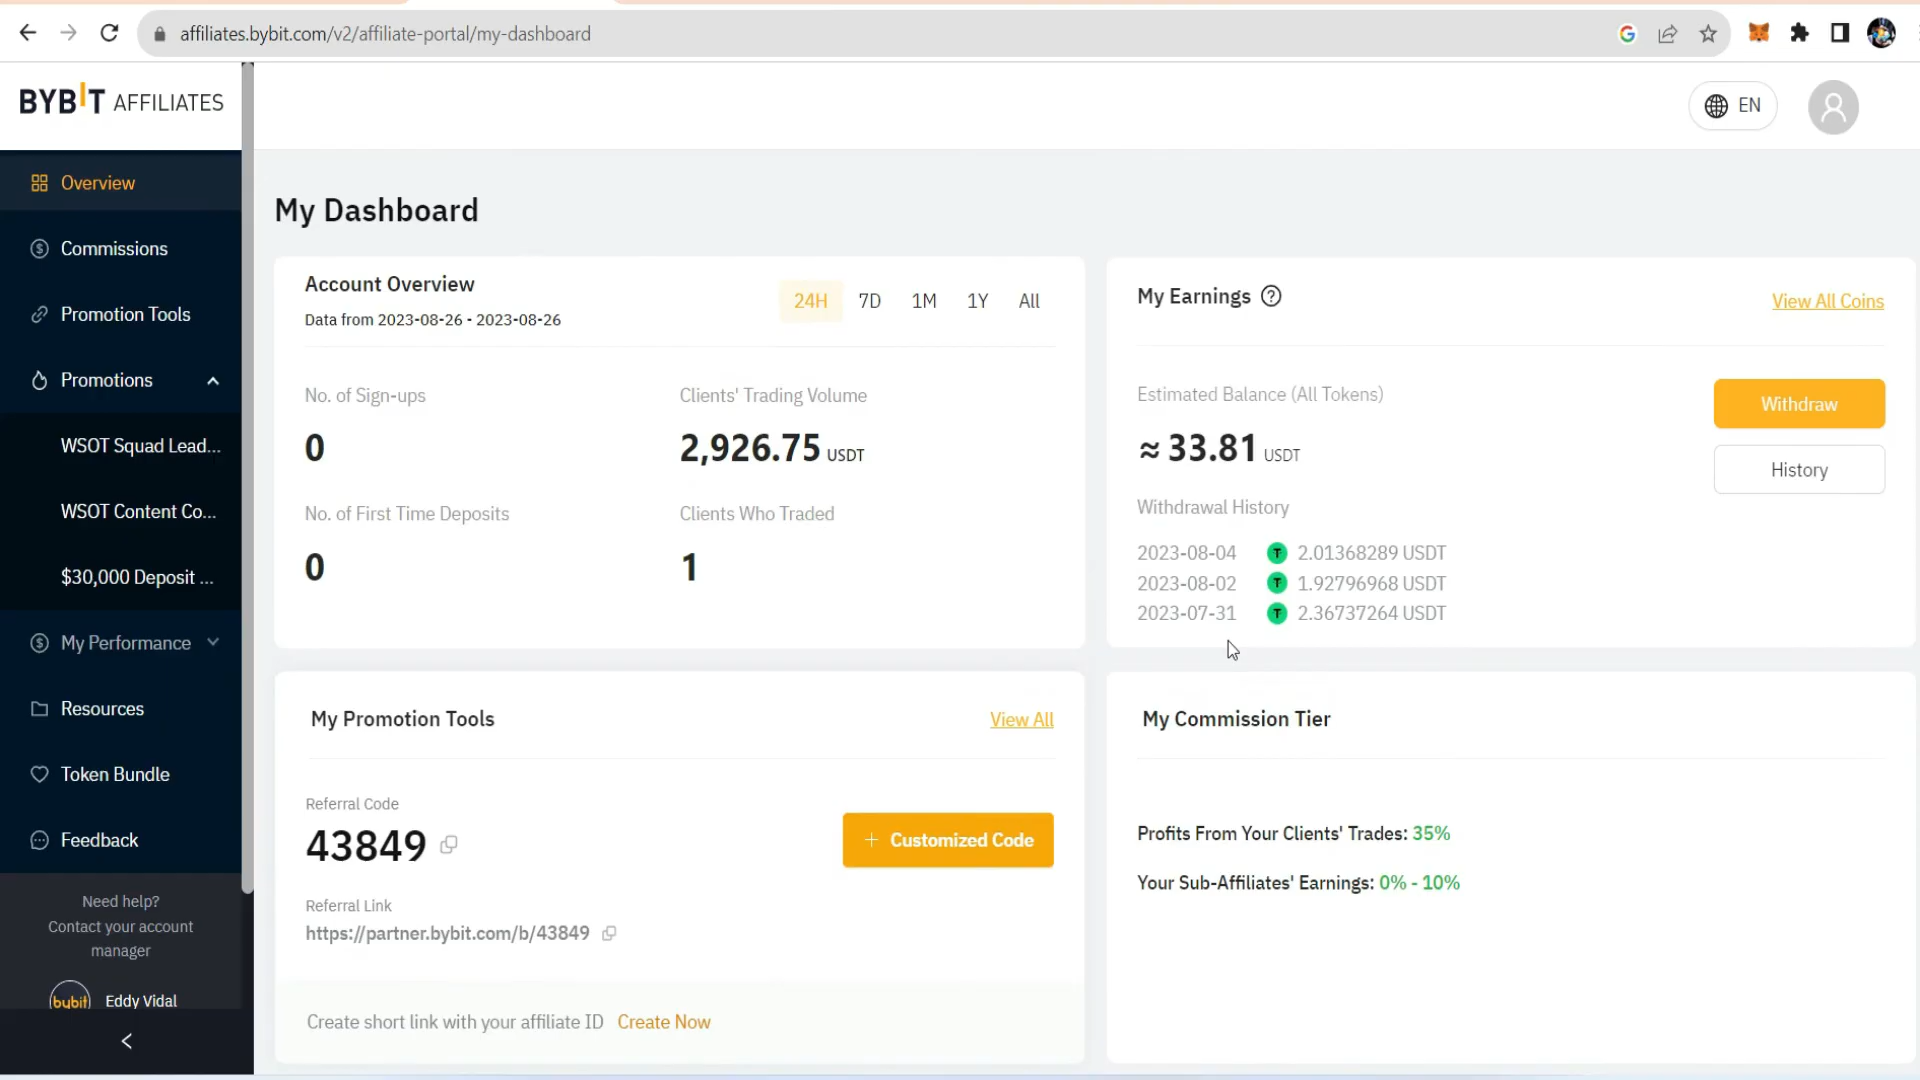 affiliates.bybit.com/v2/affiliate-portal/my-dashboard
BYBIT AFFILIATES
EN
Overview
Commissions
Promotion Tools
Promotions
WSOT Squad Lead...
WSOT Content Co...
$30,000 Deposit ...
My Performance
Resources
Token Bundle
Feedback
Need help?
Contact your account
manager
bybit Eddy Vidal
My Dashboard
Account Overview
Data from 2023-08-26 - 2023-08-26
24H 7D 1M 1Y All
No. of Sign-ups
0
Clients' Trading Volume
2,926.75 USDT
No. of First Time Deposits
0
Clients Who Traded
1
My Earnings ?
View All Coins
Estimated Balance (All Tokens)
≈ 33.81 USDT
Withdraw
History
Withdrawal History
2023-08-04 T 2.01368289 USDT
2023-08-02 T 1.92796968 USDT
2023-07-31 T 2.36737264 USDT
My Promotion Tools
View All
Referral Code
43849
+ Customized Code
Referral Link
https://partner.bybit.com/b/43849
Create short link with your affiliate ID Create Now
My Commission Tier
Profits From Your Clients' Trades: 35%
Your Sub-Affiliates' Earnings: 0% - 10%